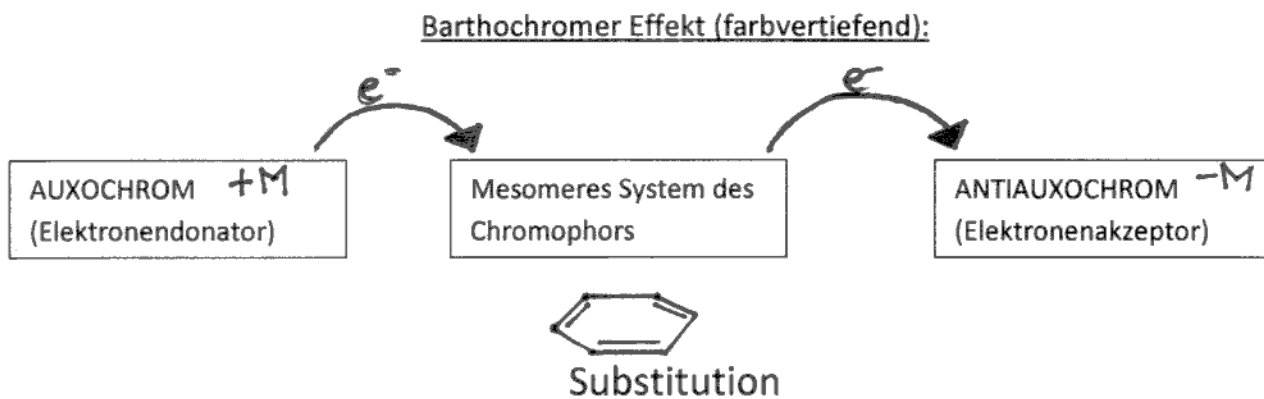 Barthochromer Effekt (farbvertiefend):
e⁻ e⁻
AUXOCHROM +M
(Elektronendonator)
Mesomeres System des
Chromophors
ANTIAUXOCHROM -M
(Elektronenakzeptor)
Substitution